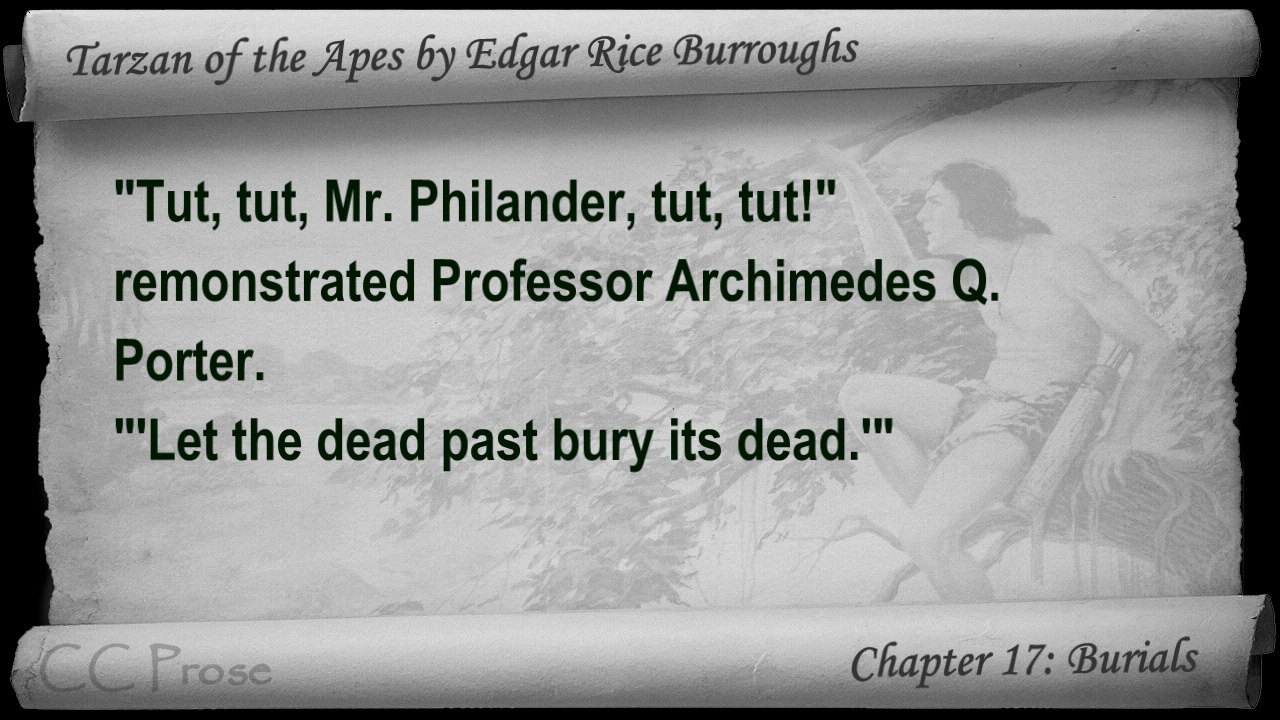 Tarzan of the Apes by Edgar Rice Burroughs
"Tut, tut, Mr. Philander, tut, tut!"
remonstrated Professor Archimedes Q.
Porter.
"'Let the dead past bury its dead.'"
CC Prose
Chapter 17: Burials